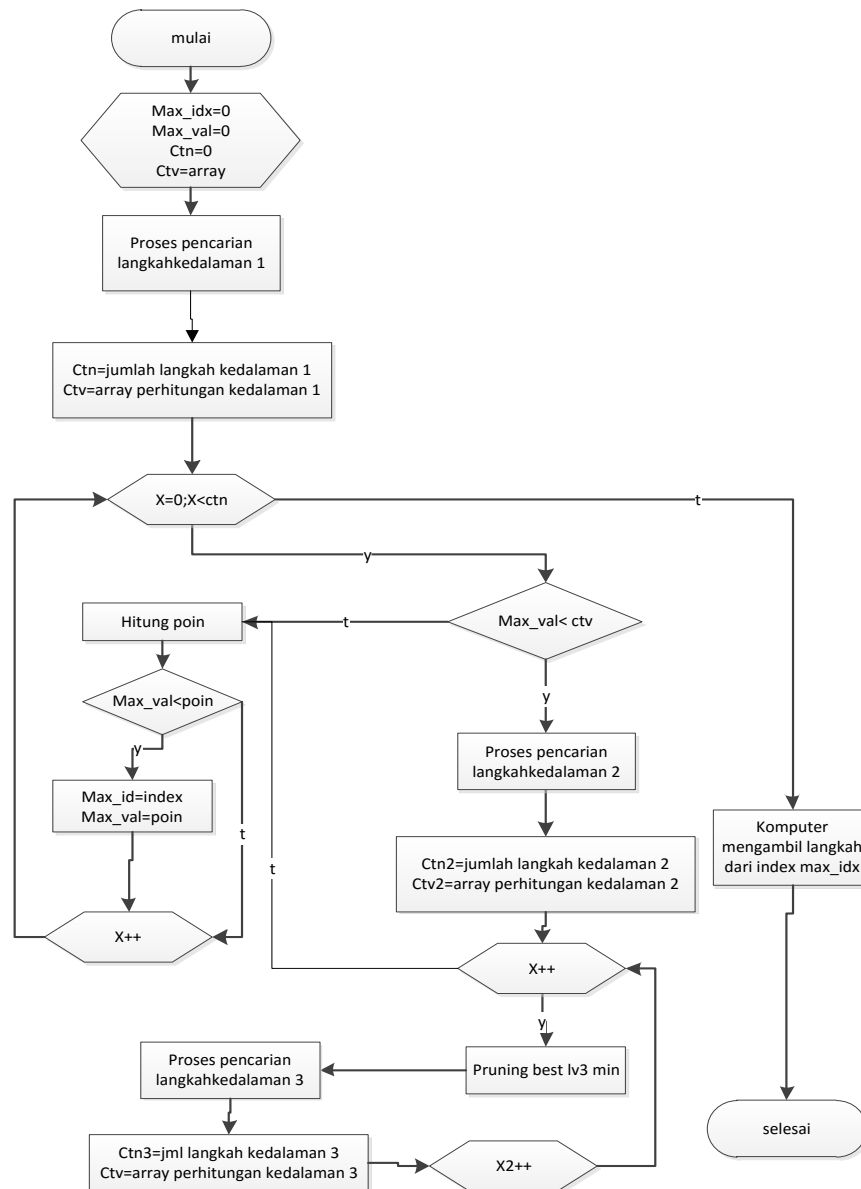 mulai
Max_idx=0
Max_val=0
Ctn=0
Ctv=array
Proses pencarian
langkahkedalaman 1
Ctn=jumlah langkah kedalaman 1
Ctv=array perhitungan kedalaman 1
X=0;X<ctn
t
y
Hitung poin
t
Max_val< ctv
Max_val<poin
y
y
Proses pencarian
langkahkedalaman 2
Max_id=index
Max_val=poin
t
Komputer
mengambil langkah
dari index max_idx
Ctn2=jumlah langkah kedalaman 2
Ctv2=array perhitungan kedalaman 2
t
X++
X++
y
Proses pencarian
langkahkedalaman 3
Pruning best lv3 min
selesai
Ctn3=jml langkah kedalaman 3
Ctv=array perhitungan kedalaman 3
X2++